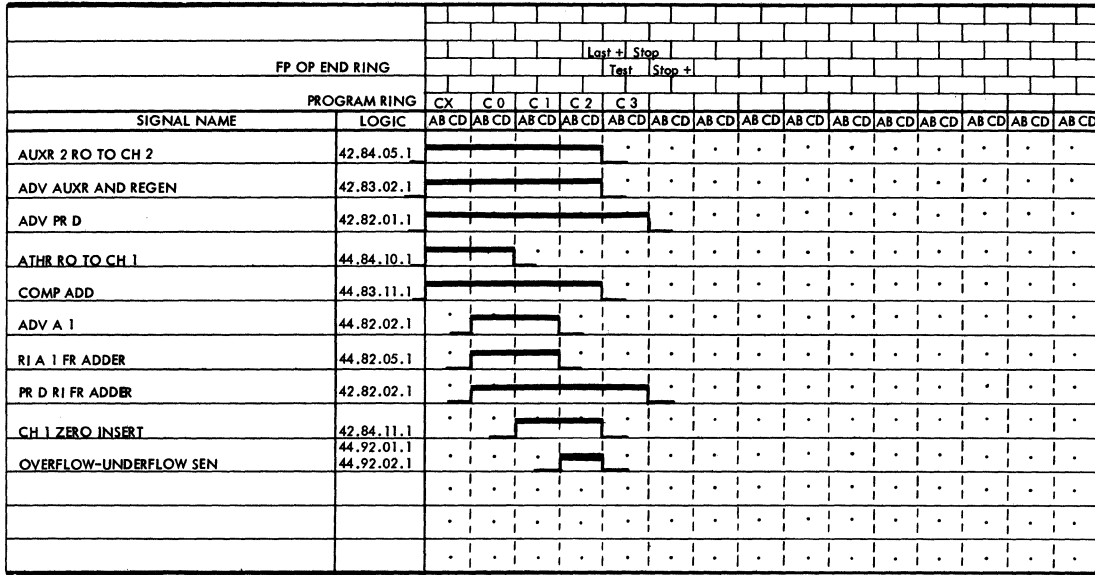 Last + Stop
FP OP END RING Test Stop +
PROGRAM RING CX C 0 C 1 C 2 C 3
SIGNAL NAME LOGIC AB CD AB CD AB CD AB CD AB CD AB CD AB CD AB CD AB CD AB CD AB CD AB CD AB CD AB CD AB CD
AUXR 2 RO TO CH 2 42.84.05.1
ADV AUXR AND REGEN 42.83.02.1
ADV PR D 42.82.01.1
ATHR RO TO CH 1 44.84.10.1
COMP ADD 44.83.11.1
ADV A 1 44.82.02.1
RI A 1 FR ADDER 44.82.05.1
PR D RI FR ADDER 42.82.02.1
CH 1 ZERO INSERT 42.84.11.1
44.92.01.1
OVERFLOW-UNDERFLOW SEN 44.92.02.1